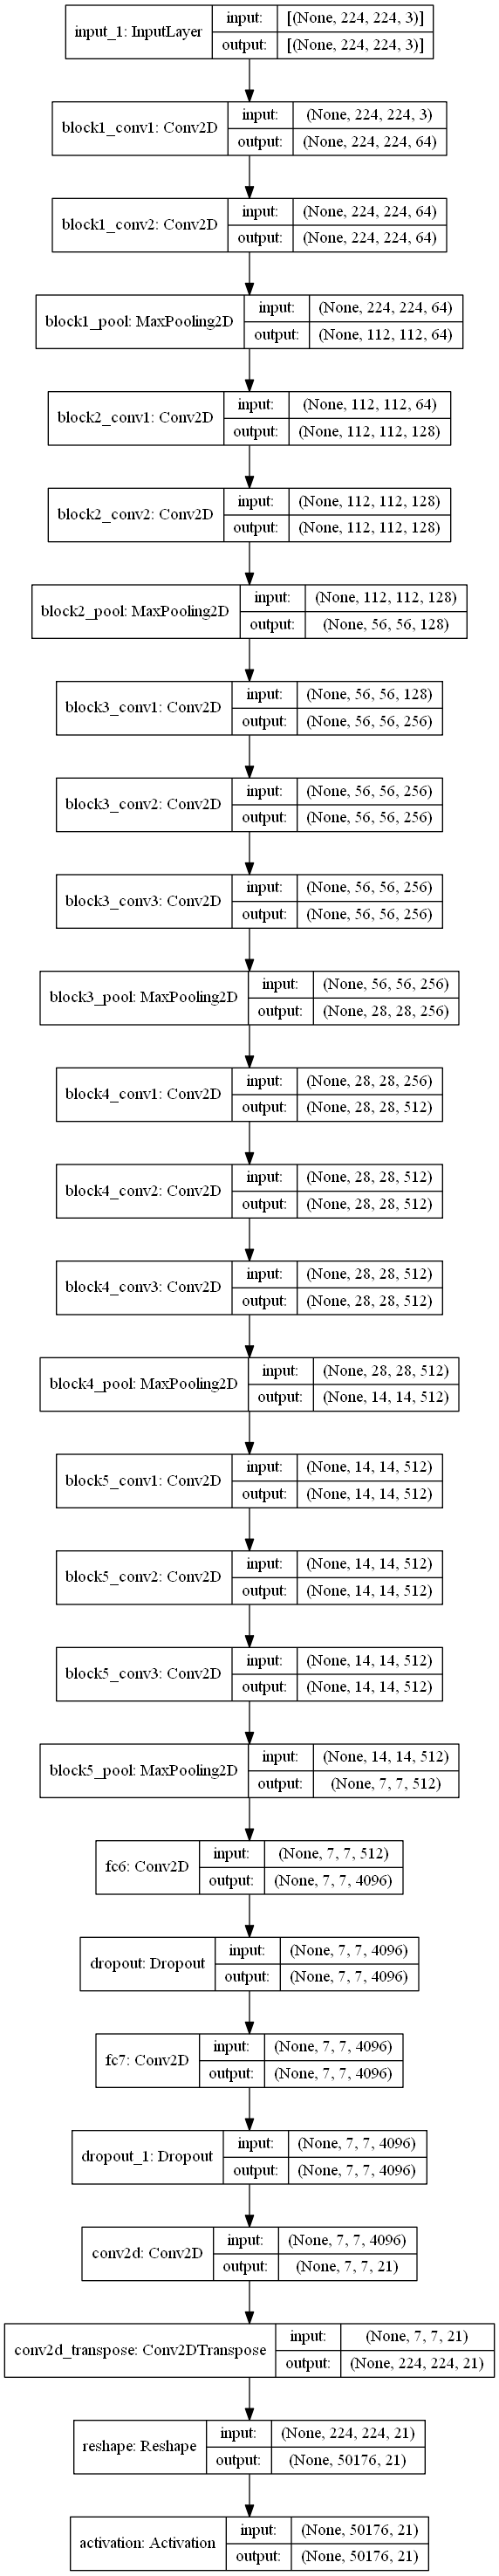 input_1: InputLayer
input: [(None, 224, 224, 3)]
output: [(None, 224, 224, 3)]
block1_conv1: Conv2D
input: (None, 224, 224, 3)
output: (None, 224, 224, 64)
block1_conv2: Conv2D
input: (None, 224, 224, 64)
output: (None, 224, 224, 64)
block1_pool: MaxPooling2D
input: (None, 224, 224, 64)
output: (None, 112, 112, 64)
block2_conv1: Conv2D
input: (None, 112, 112, 64)
output: (None, 112, 112, 128)
block2_conv2: Conv2D
input: (None, 112, 112, 128)
output: (None, 112, 112, 128)
block2_pool: MaxPooling2D
input: (None, 112, 112, 128)
output: (None, 56, 56, 128)
block3_conv1: Conv2D
input: (None, 56, 56, 128)
output: (None, 56, 56, 256)
block3_conv2: Conv2D
input: (None, 56, 56, 256)
output: (None, 56, 56, 256)
block3_conv3: Conv2D
input: (None, 56, 56, 256)
output: (None, 56, 56, 256)
block3_pool: MaxPooling2D
input: (None, 56, 56, 256)
output: (None, 28, 28, 256)
block4_conv1: Conv2D
input: (None, 28, 28, 256)
output: (None, 28, 28, 512)
block4_conv2: Conv2D
input: (None, 28, 28, 512)
output: (None, 28, 28, 512)
block4_conv3: Conv2D
input: (None, 28, 28, 512)
output: (None, 28, 28, 512)
block4_pool: MaxPooling2D
input: (None, 28, 28, 512)
output: (None, 14, 14, 512)
block5_conv1: Conv2D
input: (None, 14, 14, 512)
output: (None, 14, 14, 512)
block5_conv2: Conv2D
input: (None, 14, 14, 512)
output: (None, 14, 14, 512)
block5_conv3: Conv2D
input: (None, 14, 14, 512)
output: (None, 14, 14, 512)
block5_pool: MaxPooling2D
input: (None, 14, 14, 512)
output: (None, 7, 7, 512)
fc6: Conv2D
input: (None, 7, 7, 512)
output: (None, 7, 7, 4096)
dropout: Dropout
input: (None, 7, 7, 4096)
output: (None, 7, 7, 4096)
fc7: Conv2D
input: (None, 7, 7, 4096)
output: (None, 7, 7, 4096)
dropout_1: Dropout
input: (None, 7, 7, 4096)
output: (None, 7, 7, 4096)
conv2d: Conv2D
input: (None, 7, 7, 4096)
output: (None, 7, 7, 21)
conv2d_transpose: Conv2DTranspose
input: (None, 7, 7, 21)
output: (None, 224, 224, 21)
reshape: Reshape
input: (None, 224, 224, 21)
output: (None, 50176, 21)
activation: Activation
input: (None, 50176, 21)
output: (None, 50176, 21)